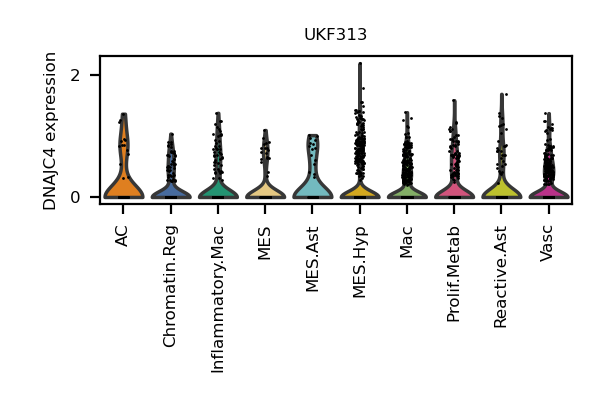 UKF313
DNAJC4 expression
2
0
AC
Chromatin.Reg
Inflammatory.Mac
MES
MES.Ast
MES.Hyp
Mac
Prolif.Metab
Reactive.Ast
Vasc